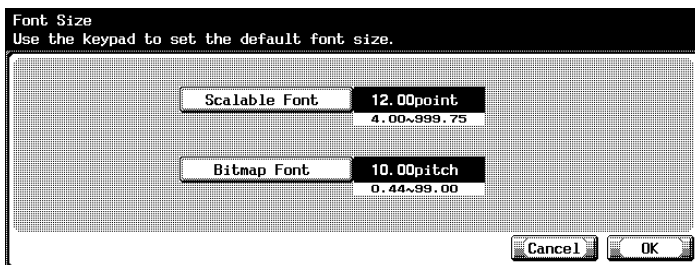 Font Size
Use the keypad to set the default font size.
Scalable Font 12.00point
4.00~999.75
Bitmap Font 10.00pitch
0.44~99.00
Cancel OK